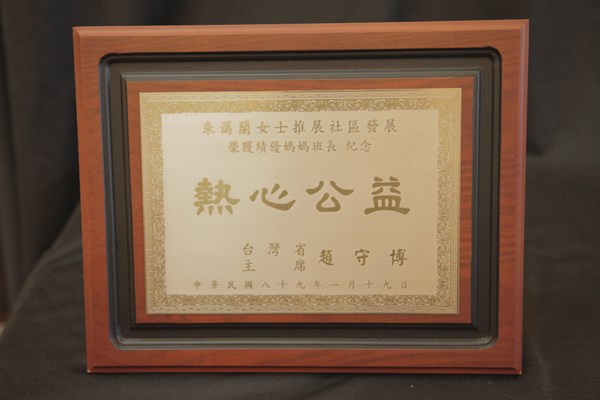 朱藹蘭女士推展社區發展
榮獲績優媽媽班長 紀念
熱心公益
台灣省
主席 趙守博
中華民國八十九年一月十九日